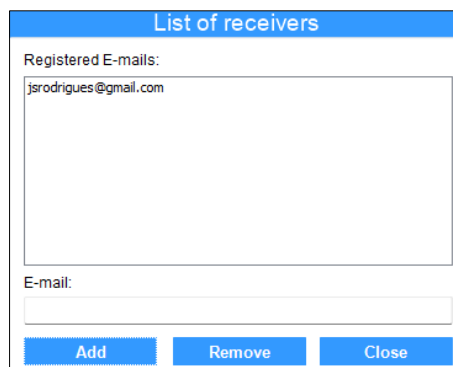 List of receivers
Registered E-mails:
jsrodrigues@gmail.com
E-mail:
Add Remove Close